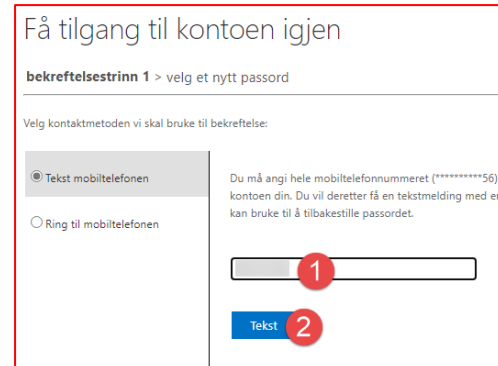 Få tilgang til kontoen igjen
bekreftelsestrinn 1 > velg et nytt passord
Velg kontaktmetoden vi skal bruke til bekreftelse:
Tekst mobiltelefonen
Ring til mobiltelefonen
Du må angi hele mobiltelefonnummeret (**********56)
kontoen din. Du vil deretter få en tekstmelding med
kan bruke til å tilbakestille passordet.
1
Tekst
2